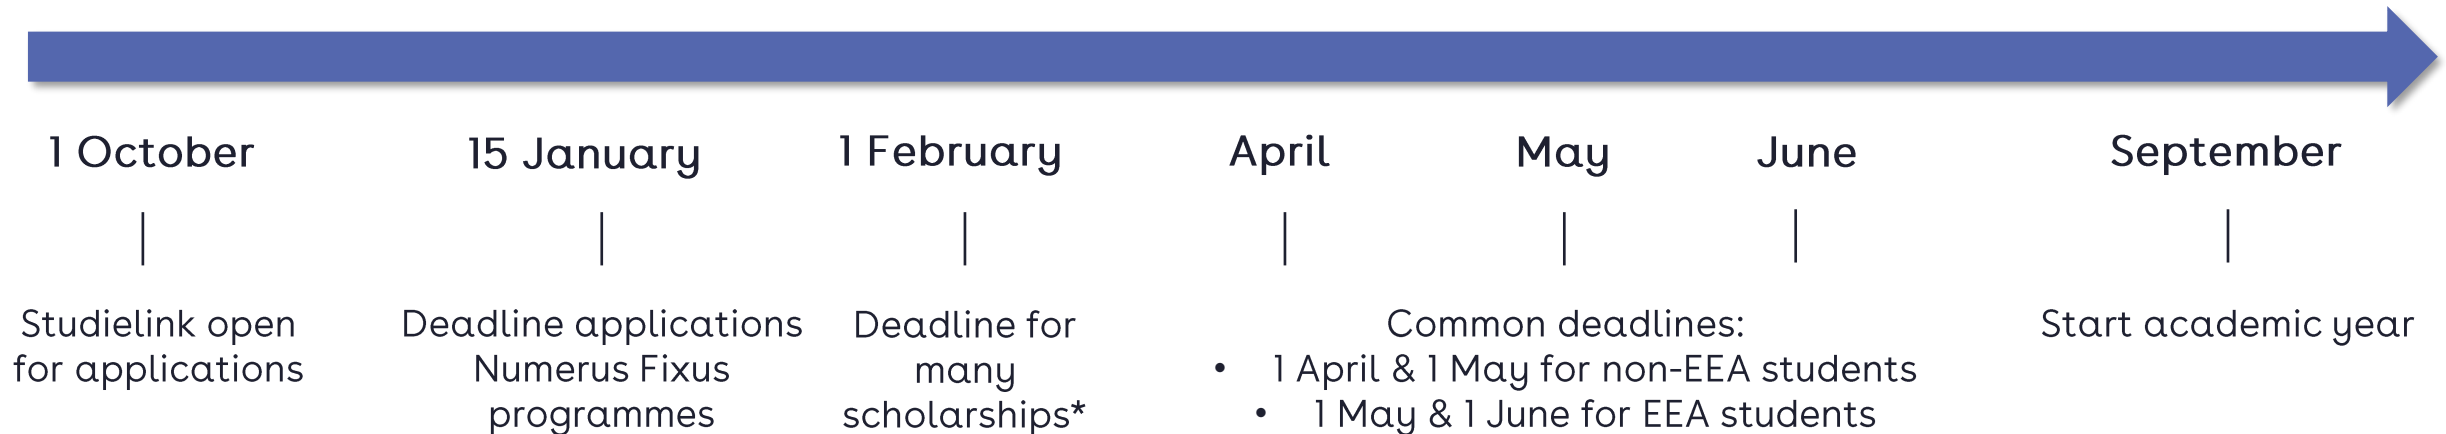 1 October
15 January
1 February
April
May
June
September
Studielink open
for applications
Deadline applications
Numerus Fixus
programmes
Deadline for
many
scholarships*
Common deadlines:
• 1 April & 1 May for non-EEA students
• 1 May & 1 June for EEA students
Start academic year